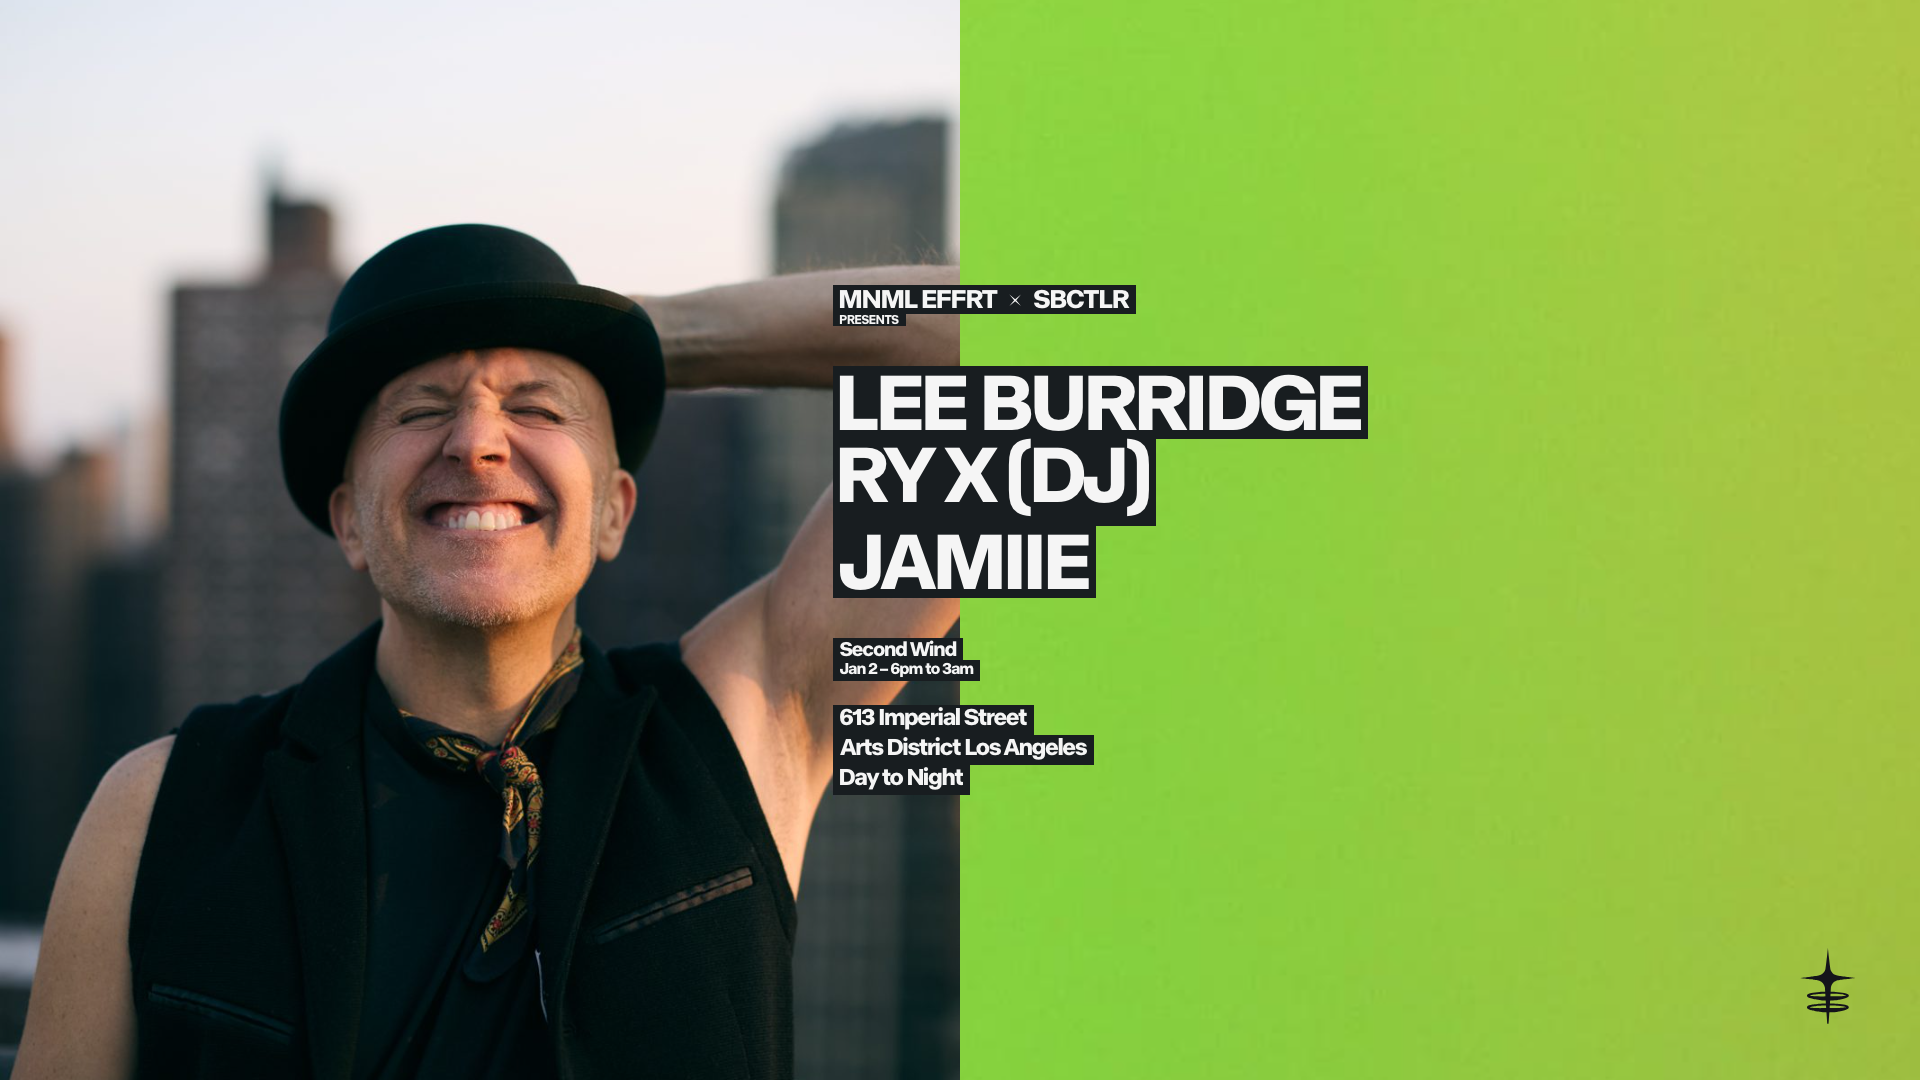 MNML EFFRT × SBCTLR
PRESENTS
LEE BURRIDGE
RY X (DJ)
JAMIIE
Second Wind
Jan 2 – 6pm to 3am
613 Imperial Street
Arts District Los Angeles
Day to Night